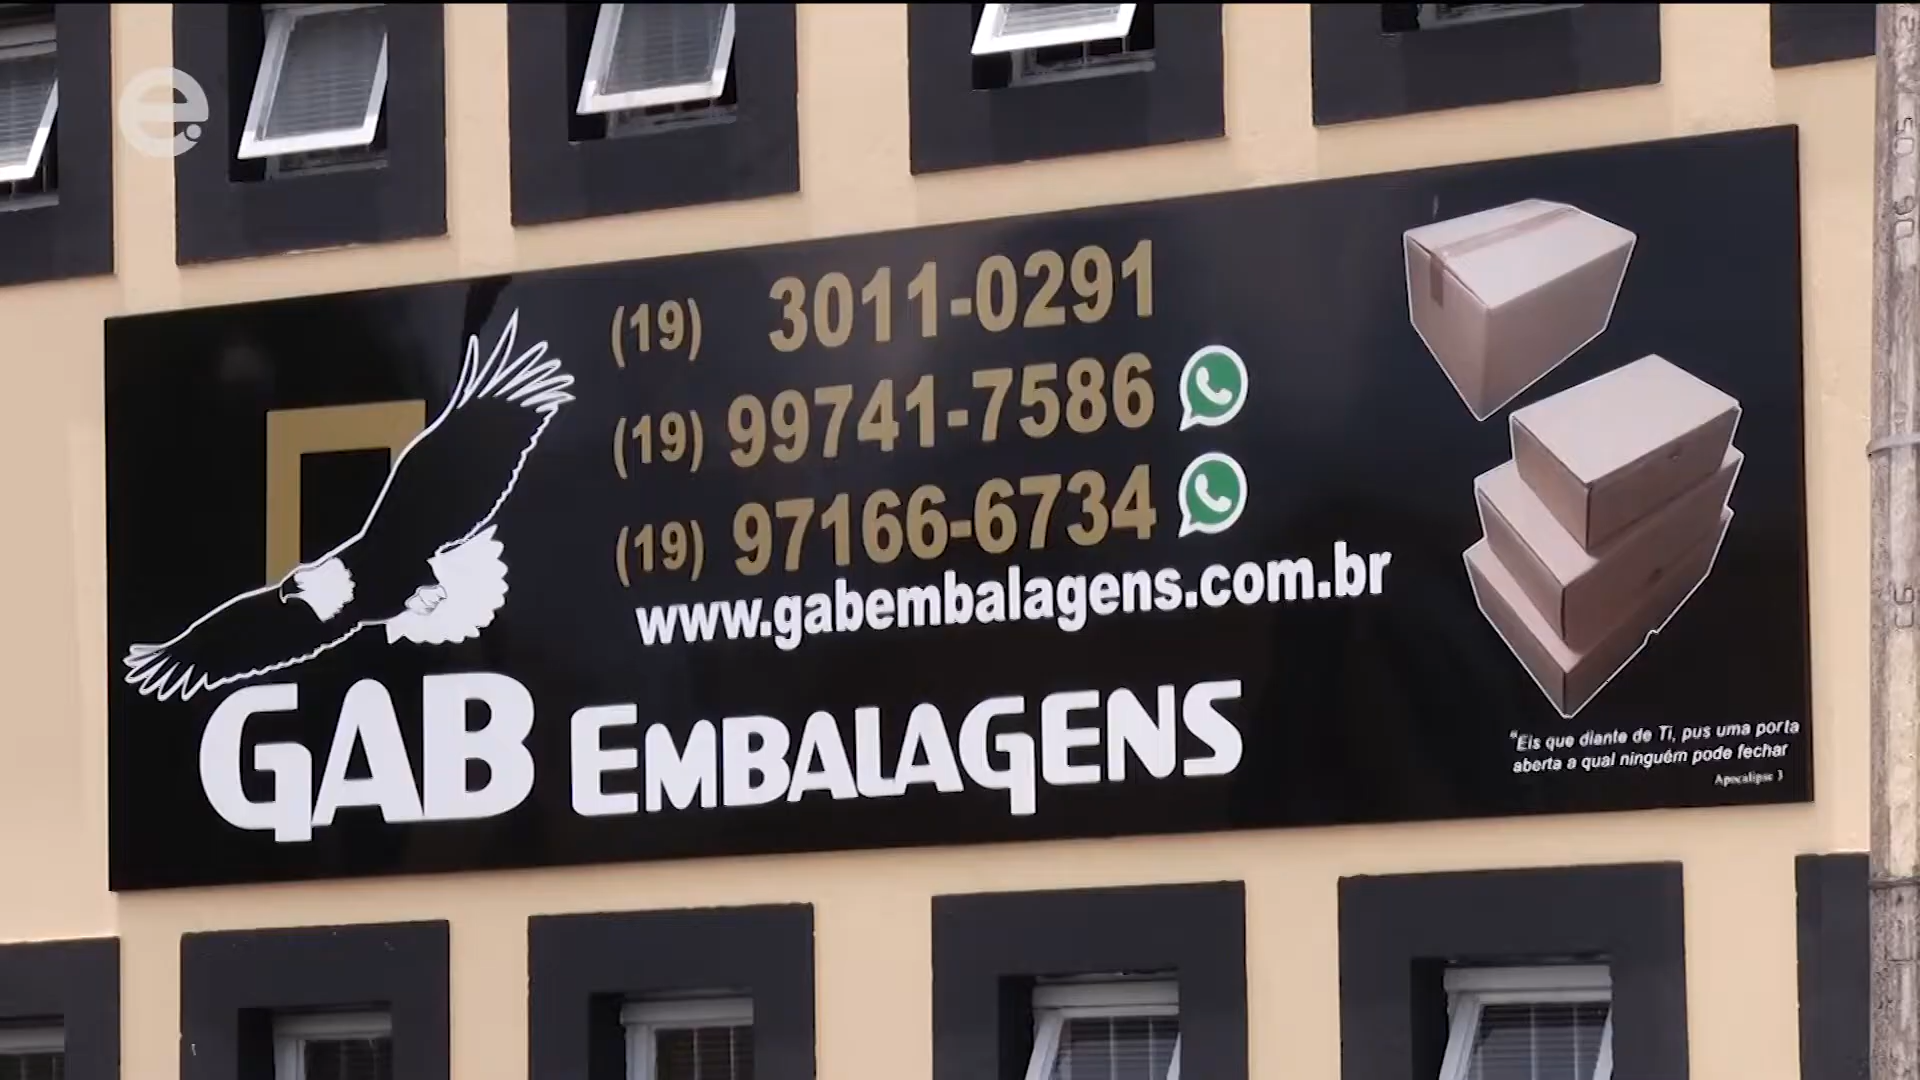 e.
(19) 3011-0291
(19) 99741-7586
(19) 97166-6734
www.gabembalagens.com.br
GAB EMBALAGENS
"Eis que diante de Ti, pus uma porta
aberta a qual ninguém pode fechar
Apocalipse 3